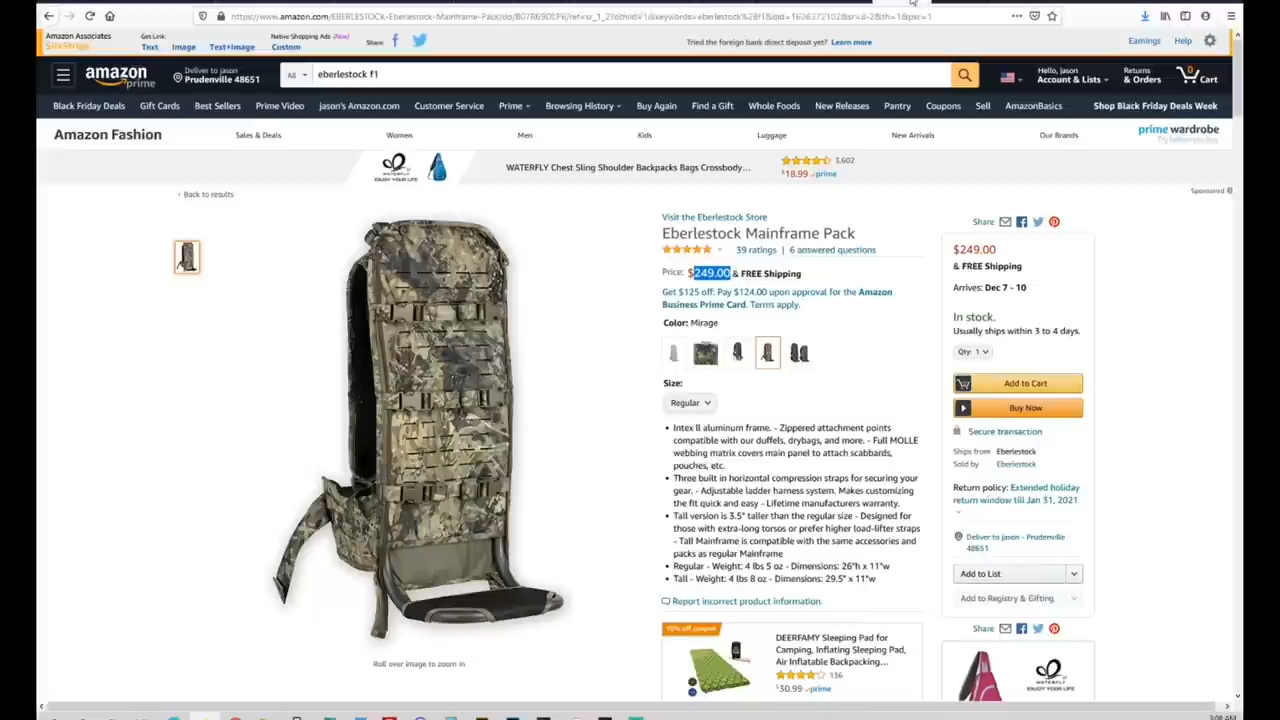 Amazon Associates
SiteStripe
Get Link:
Text Image Text+Image
Native Shopping Ads (New)
Custom
Share:
Tried the foreign bank direct deposit yet? Learn more
Earnings Help
amazon prime
Deliver to jason
Prudenville 48651
All
eberlestock f1
Hello, jason
Account & Lists
Returns
& Orders
0
Cart
Black Friday Deals Gift Cards Best Sellers Prime Video jason's Amazon.com Customer Service Prime Browsing History Buy Again Find a Gift Whole Foods New Releases Pantry Coupons Sell AmazonBasics Shop Black Friday Deals Week
Amazon Fashion
Sales & Deals Women Men Kids Luggage New Arrivals Our Brands
prime wardrobe
WATERFLY
ENJOY YOUR LIFE
WATERFLY Chest Sling Shoulder Backpacks Bags Crossbody...
3,602
$18.99 prime
‹ Back to results
Sponsored
Visit the Eberlestock Store
Eberlestock Mainframe Pack
39 ratings | 6 answered questions
Price: $249.00 & FREE Shipping
Get $125 off: Pay $124.00 upon approval for the Amazon
Business Prime Card. Terms apply.
Color: Mirage
Size:
Regular
• Intex II aluminum frame. - Zippered attachment points
compatible with our duffels, drybags, and more. - Full MOLLE
webbing matrix covers main panel to attach scabbards,
pouches, etc.
• Three built in horizontal compression straps for securing your
gear. - Adjustable ladder harness system. Makes customizing
the fit quick and easy - Lifetime manufacturers warranty.
• Tall version is 3.5" taller than the regular size - Designed for
those with extra-long torsos or prefer higher load-lifter straps
- Tall Mainframe is compatible with the same accessories and
packs as regular Mainframe
• Regular - Weight: 4 lbs 5 oz - Dimensions: 26"h x 11"w
• Tall - Weight: 4 lbs 8 oz - Dimensions: 29.5" x 11"w
Report incorrect product information.
Roll over image to zoom in
10% off coupon
DEERFAMY Sleeping Pad for
Camping, Inflating Sleeping Pad,
Air Inflatable Backpacking...
136
$30.99 prime
Share
$249.00
& FREE Shipping
Arrives: Dec 7 - 10
In stock.
Usually ships within 3 to 4 days.
Qty: 1
Add to Cart
Buy Now
Secure transaction
Ships from Eberlestock
Sold by Eberlestock
Return policy: Extended holiday
return window till Jan 31, 2021
Deliver to jason - Prudenville
48651
Add to List
Add to Registry & Gifting
Share
WATERFLY
ENJOY YOUR LIFE